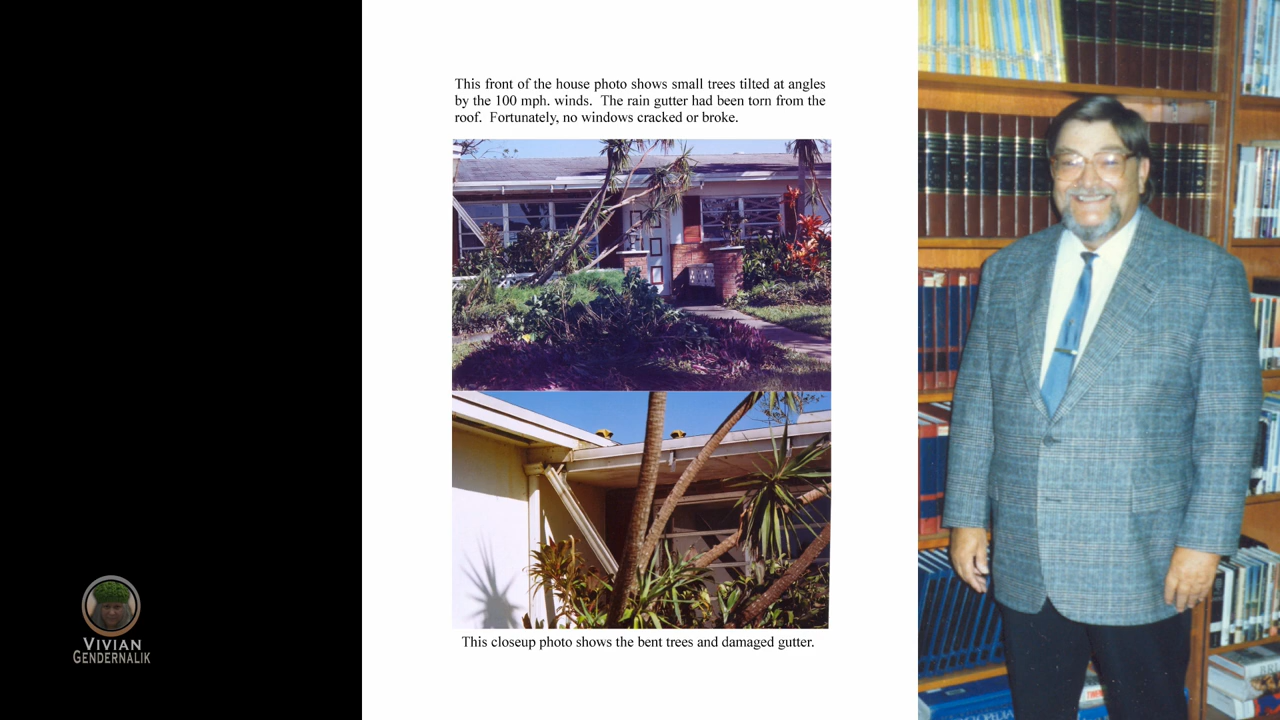 This front of the house photo shows small trees tilted at angles
by the 100 mph. winds. The rain gutter had been torn from the
roof. Fortunately, no windows cracked or broke.
This closeup photo shows the bent trees and damaged gutter.
VIVIAN
GENDERNALIK